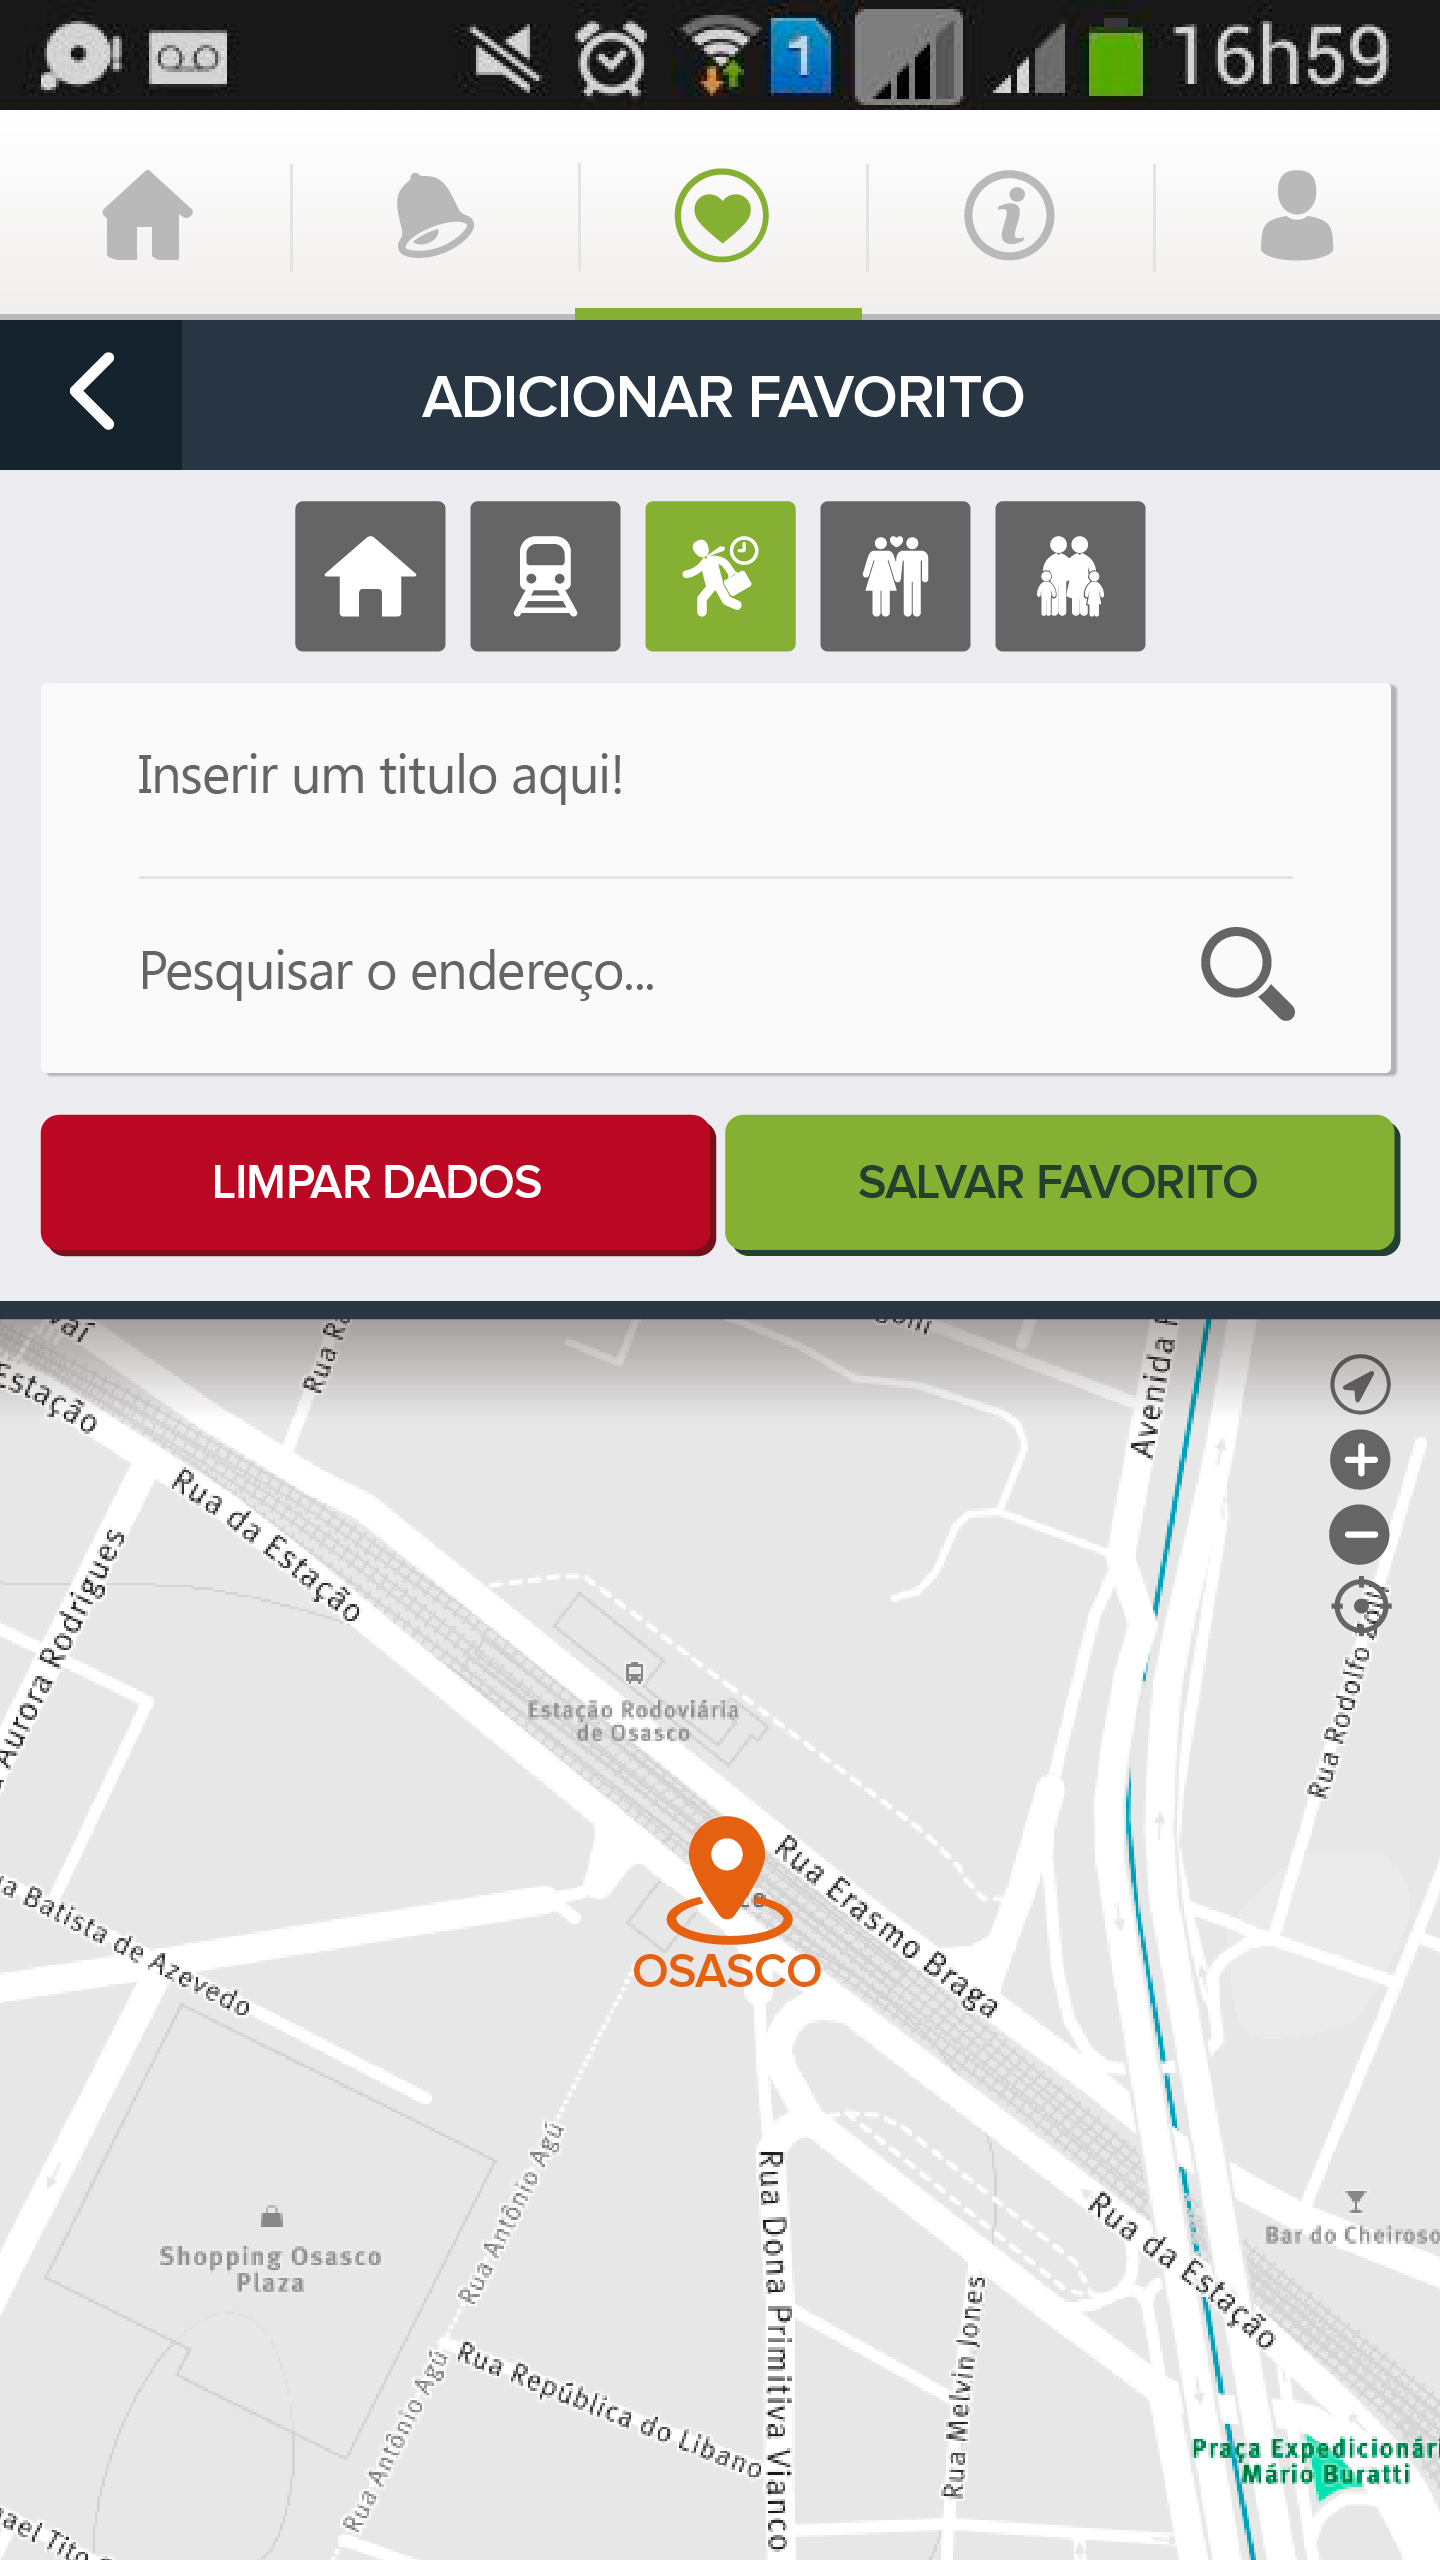 1
16h59
ADICIONAR FAVORITO
Inserir um titulo aqui!
Pesquisar o endereço...
LIMPAR DADOS
SALVAR FAVORITO
Estação
Rua
Avenida
Rua da Estação
Aurora Rodrigues
Rua Rodolfo
Estação Rodoviária
de Osasco
Rua Erasmo Braga
OSASCO
Batista de Azevedo
Rua Antônio Agú
Shopping Osasco
Plaza
Rua Dona Primitiva Vianco
Rua da Estação
Bar do Cheiroso
Rua Melvin Jones
Rua República do Libano
Rua Antônio Agú
Praça Expedicionári
Mário Buratti
Tito